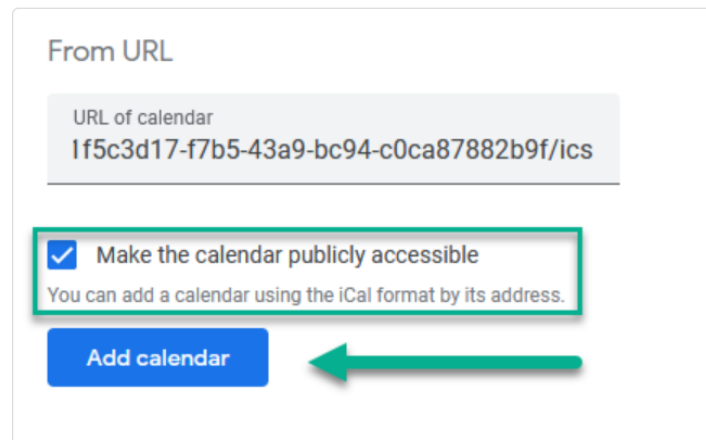 From URL
URL of calendar
1f5c3d17-f7b5-43a9-bc94-c0ca87882b9f/ics
Make the calendar publicly accessible
You can add a calendar using the iCal format by its address.
Add calendar